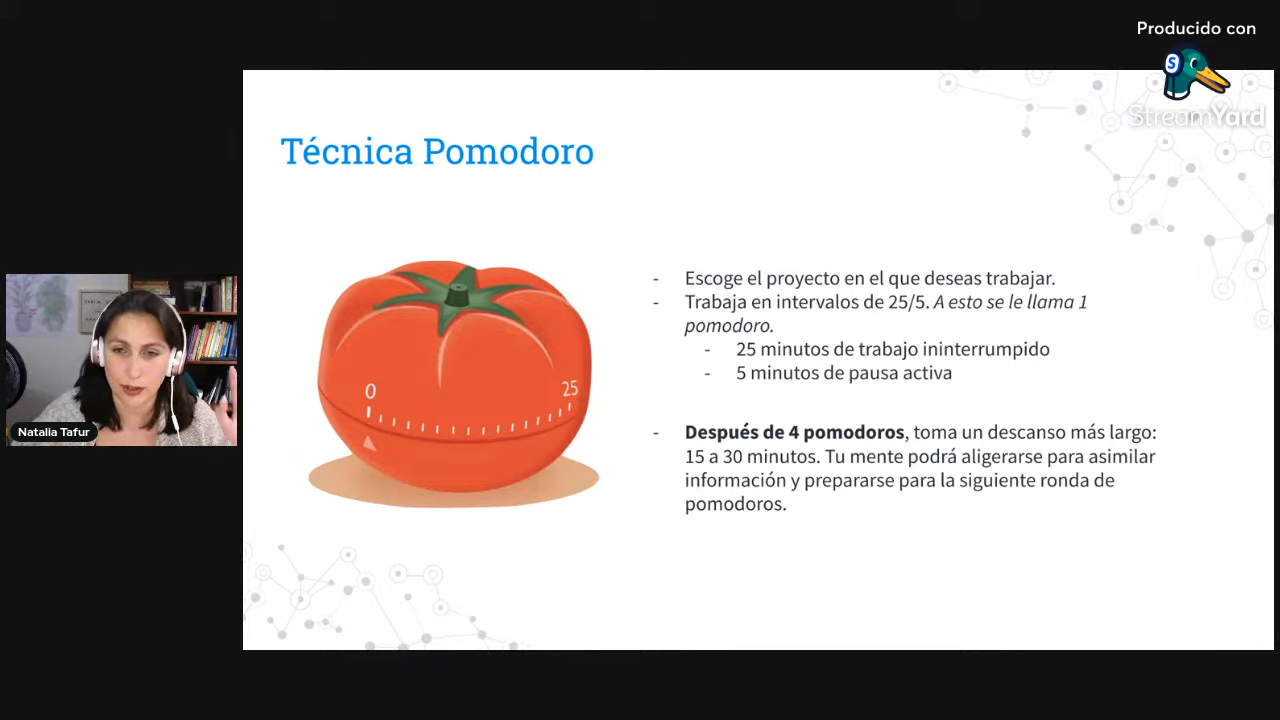 Producido con
StreamYard
Técnica Pomodoro
0
25
- Escoge el proyecto en el que deseas trabajar.
- Trabaja en intervalos de 25/5. A esto se le llama 1
pomodoro.
- 25 minutos de trabajo ininterrumpido
- 5 minutos de pausa activa
- Después de 4 pomodoros, toma un descanso más largo:
15 a 30 minutos. Tu mente podrá aligerarse para asimilar
información y prepararse para la siguiente ronda de
pomodoros.
Natalia Tafur